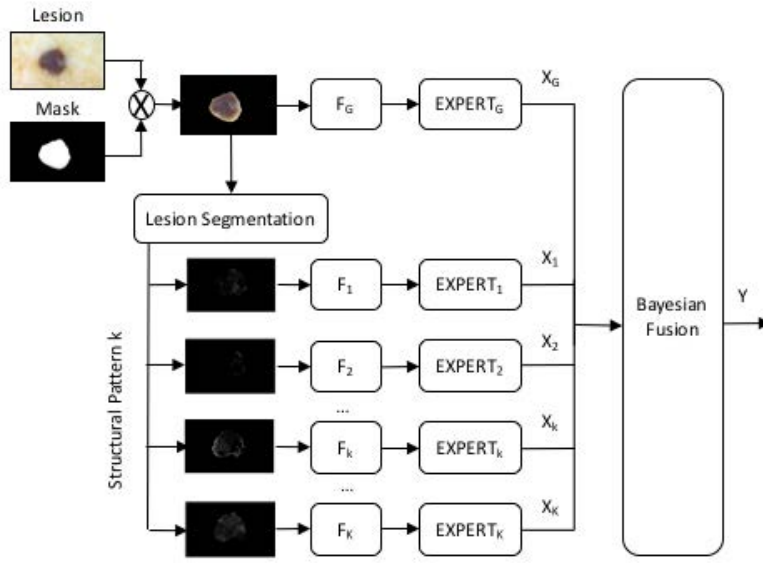 Lesion
Mask
F_G
EXPERT_G
X_G
Lesion Segmentation
Structural Pattern k
F_1
EXPERT_1
X_1
F_2
EXPERT_2
X_2
...
F_k
EXPERT_k
X_k
...
F_K
EXPERT_K
X_K
Bayesian
Fusion
Y